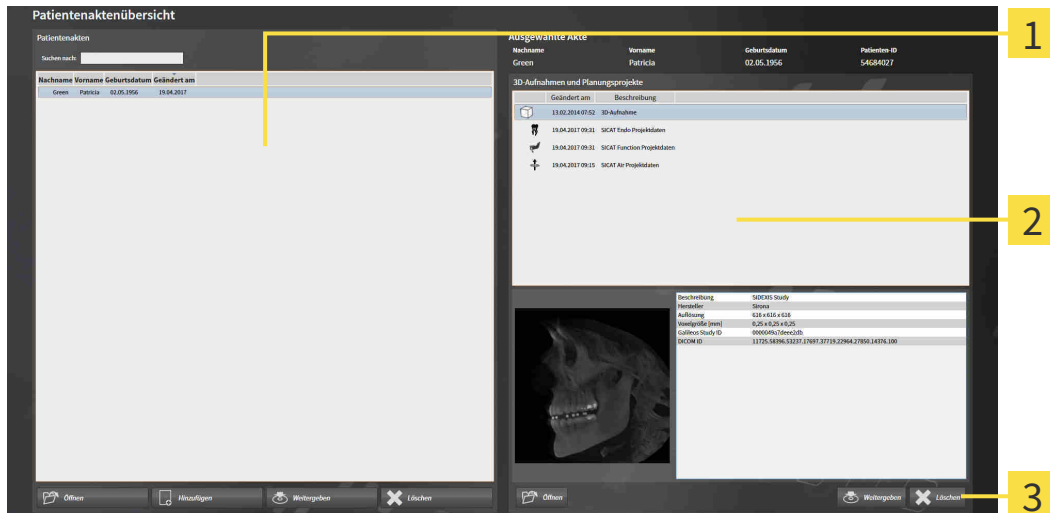 Patientenaktenübersicht
Patientenakten
Suchen nach:
Nachname Vorname Geburtsdatum Geändert am
Green Patricia 02.05.1956 19.04.2017
Öffnen Hinzufügen Weitergeben Löschen
Ausgewählte Akte
Nachname Vorname Geburtsdatum Patienten-ID
Green Patricia 02.05.1956 54684027
3D-Aufnahmen und Planungsprojekte
Geändert am Beschreibung
13.02.2014 07:52 3D-Aufnahme
19.04.2017 09:31 SICAT Endo Projektdaten
19.04.2017 09:31 SICAT Function Projektdaten
19.04.2017 09:15 SICAT Air Projektdaten
Beschreibung SIDEXIS Study
Hersteller Sirona
Auflösung 616 x 616 x 616
Voxelgröße [mm] 0,25 x 0,25 x 0,25
Galileos Study ID 0000049a7deee2db
DICOM ID 11725.58396.53237.17697.37719.22964.27850.14376.100
Öffnen Weitergeben Löschen
1
2
3